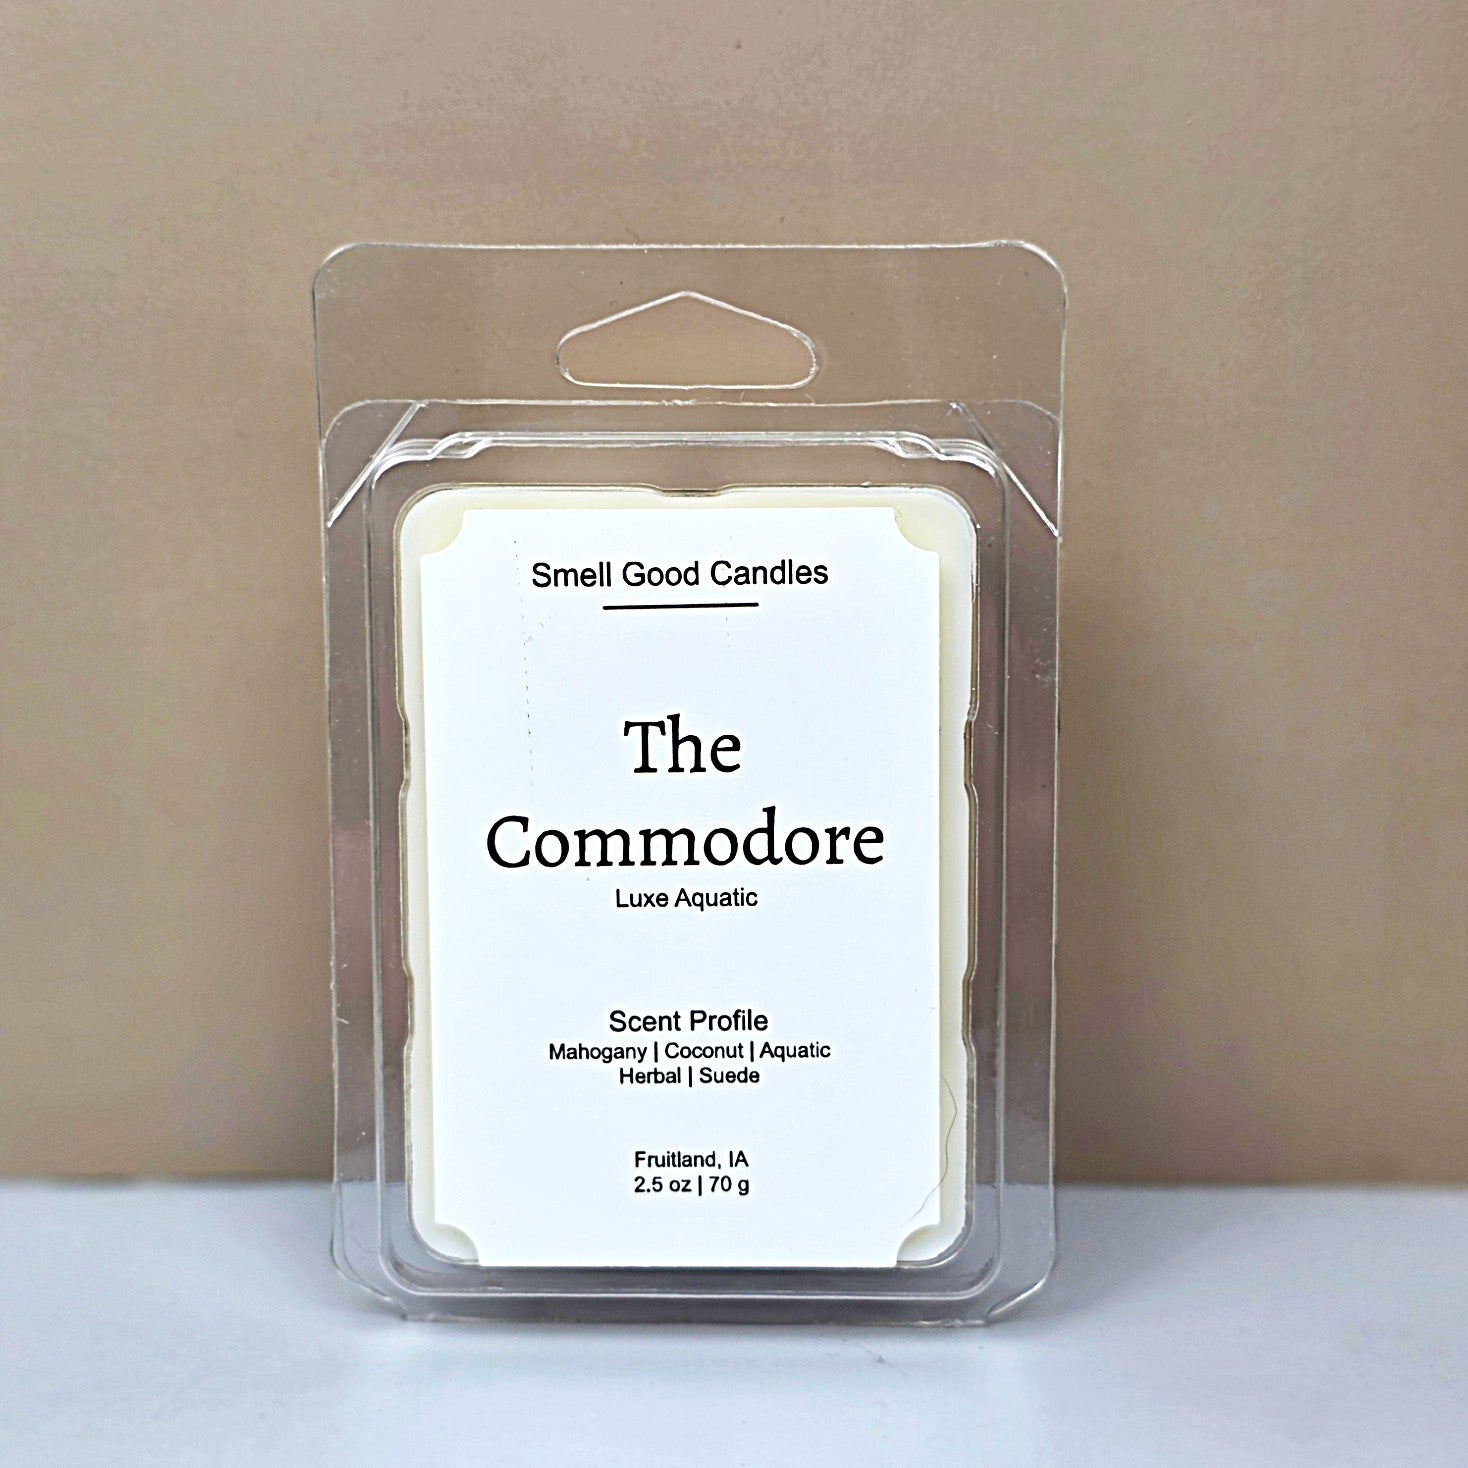 Smell Good Candles
The
Commodore
Luxe Aquatic
Scent Profile
Mahogany | Coconut | Aquatic
Herbal | Suede
Fruitland, IA
2.5 oz | 70 g